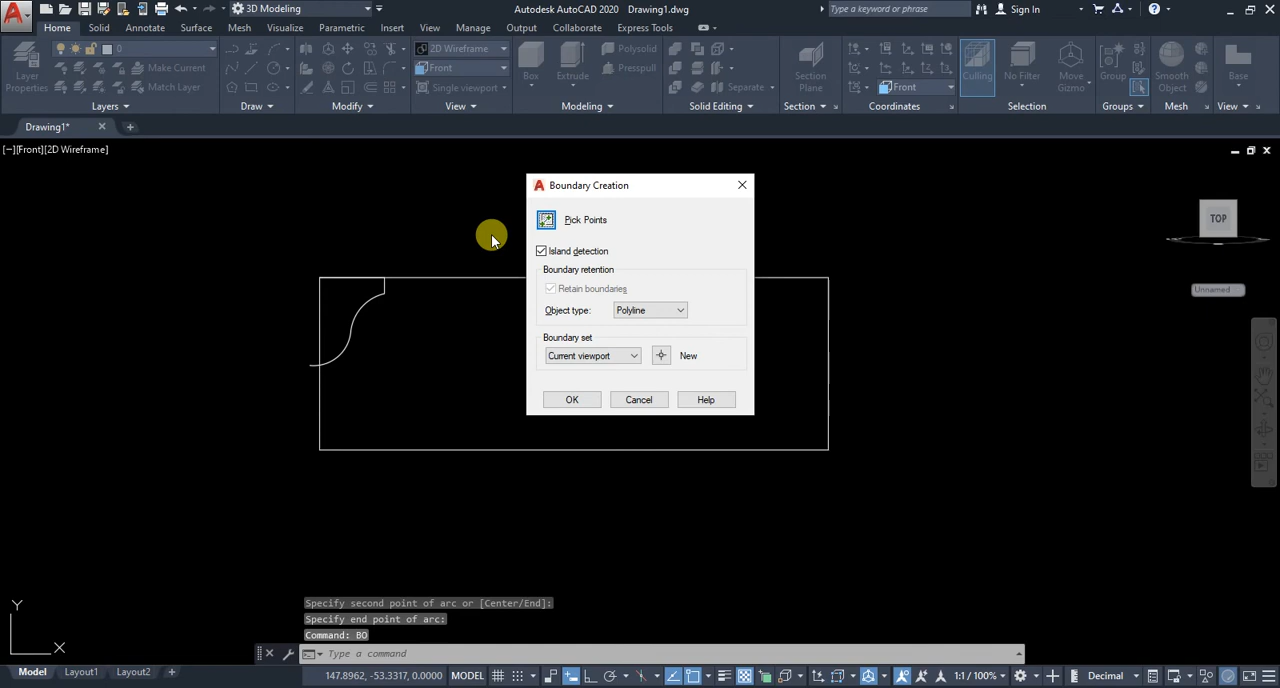 3D Modeling
Autodesk AutoCAD 2020 Drawing1.dwg
Type a keyword or phrase
Sign In
Home Solid Surface Mesh Visualize Parametric Insert Annotate View Manage Output Collaborate Express Tools
Layer Properties
0
Make Current
Match Layer
2D Wireframe
Front
Single viewport
Box
Extrude
Polysolid
Presspull
Separate
Section Plane
Front
Culling
No Filter
Move Gizmo
Group
Smooth Object
Base
Layers Draw Modify View Modeling Solid Editing Section Coordinates Selection Groups Mesh View
Drawing1*
[−][Front][2D Wireframe]
TOP
Unnamed
Boundary Creation
Pick Points
Island detection
Boundary retention
Retain boundaries
Object type: Polyline
Boundary set
Current viewport New
OK Cancel Help
Y
X
Specify second point of arc or [Center/End]:
Specify end point of arc:
Command: BO
Type a command
Model Layout1 Layout2
147.8962, -53.3317, 0.0000 MODEL
1:1 / 100%
Decimal